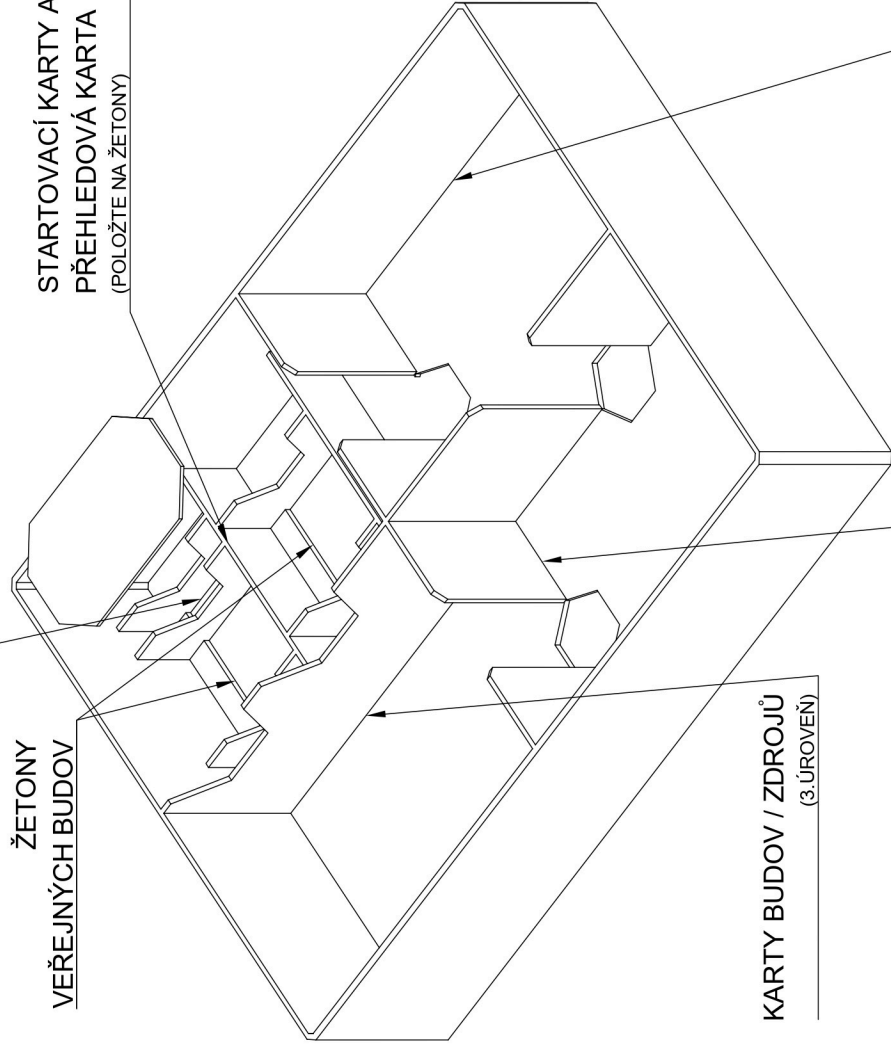 STARTOVACÍ KARTY A
PŘEHLEDOVÁ KARTA
(POLOŽTE NA ŽETONY)
ŽETONY
VEŘEJNÝCH BUDOV
KARTY BUDOV / ZDROJŮ
(3.ÚROVEŇ)